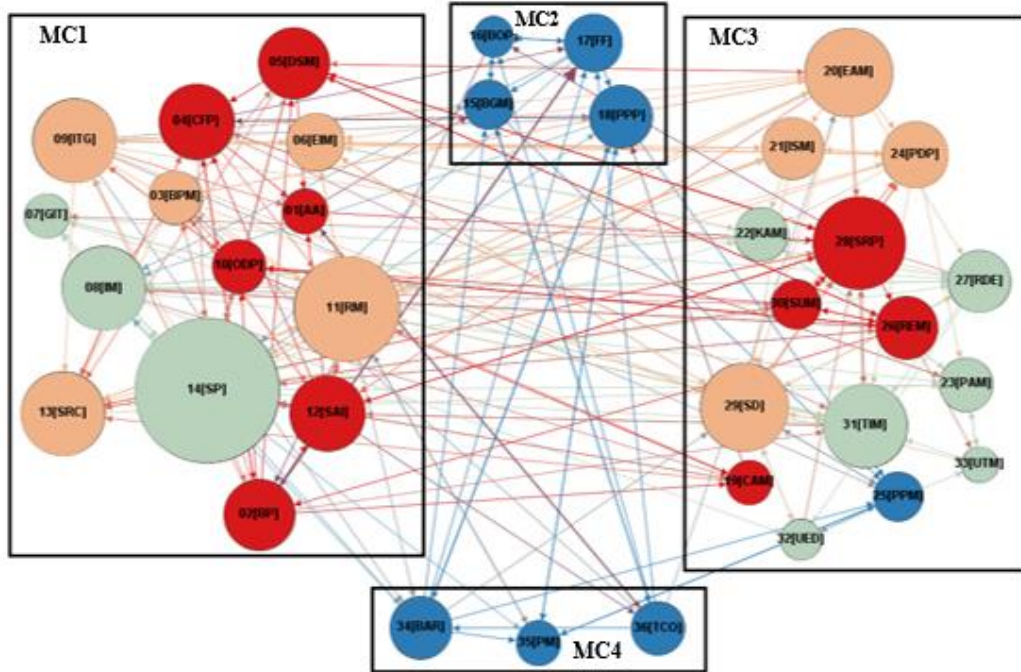 MC1
05[DSM]
04[CFP]
09[ITG]
06[EIM]
03[BPM]
01[AA]
07[GIT]
10[ODP]
08[IM]
11[RM]
14[SP]
13[SRC]
12[SAI]
02[BP]
MC2
16[BOP]
17[FF]
15[BGM]
18[PPP]
MC3
20[EAM]
21[ISM]
24[PDP]
22[KAM]
28[SRP]
27[RDE]
30[SUM]
26[REM]
23[PAM]
29[SD]
31[TIM]
33[UTM]
19[CAM]
25[PPM]
32[UED]
34[BAR]
35[PM]
36[TCO]
MC4